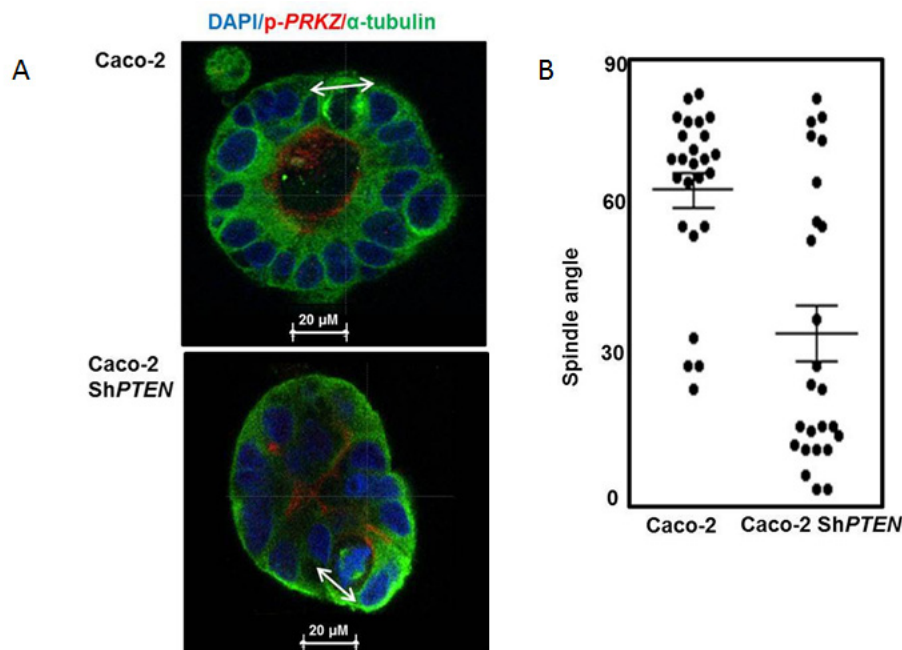 DAPI/p-PRKZ/α-tubulin
A
Caco-2
20 µM
Caco-2
ShPTEN
20 µM
B
90
60
30
0
Spindle angle
Caco-2
Caco-2 ShPTEN